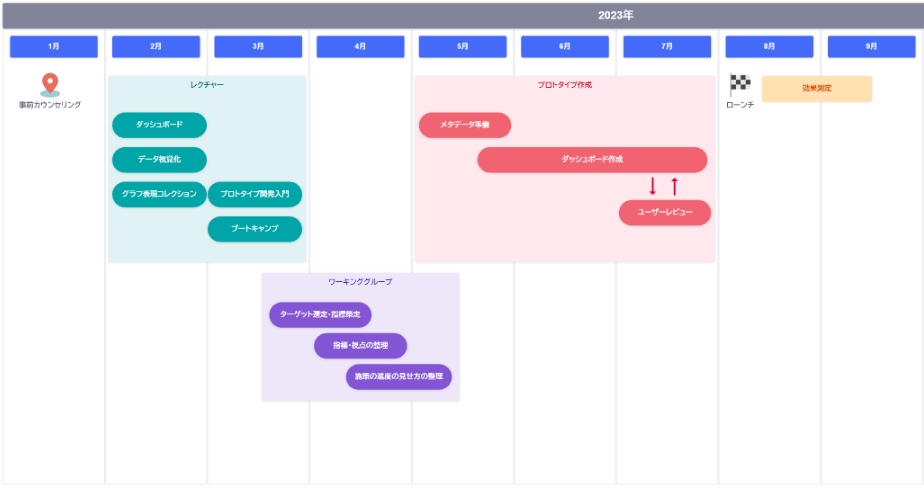 2023年
1月
2月
3月
4月
5月
6月
7月
8月
9月
事前カウンセリング
レクチャー
ダッシュボード
データ視覚化
グラフ表現コレクション
プロトタイプ開発入門
ブートキャンプ
ワーキンググループ
ターゲット選定・指標策定
指標・視点の整理
施策の進度の見せ方の整理
プロトタイプ作成
メタデータ準備
ダッシュボード作成
ユーザーレビュー
ローンチ
効果測定